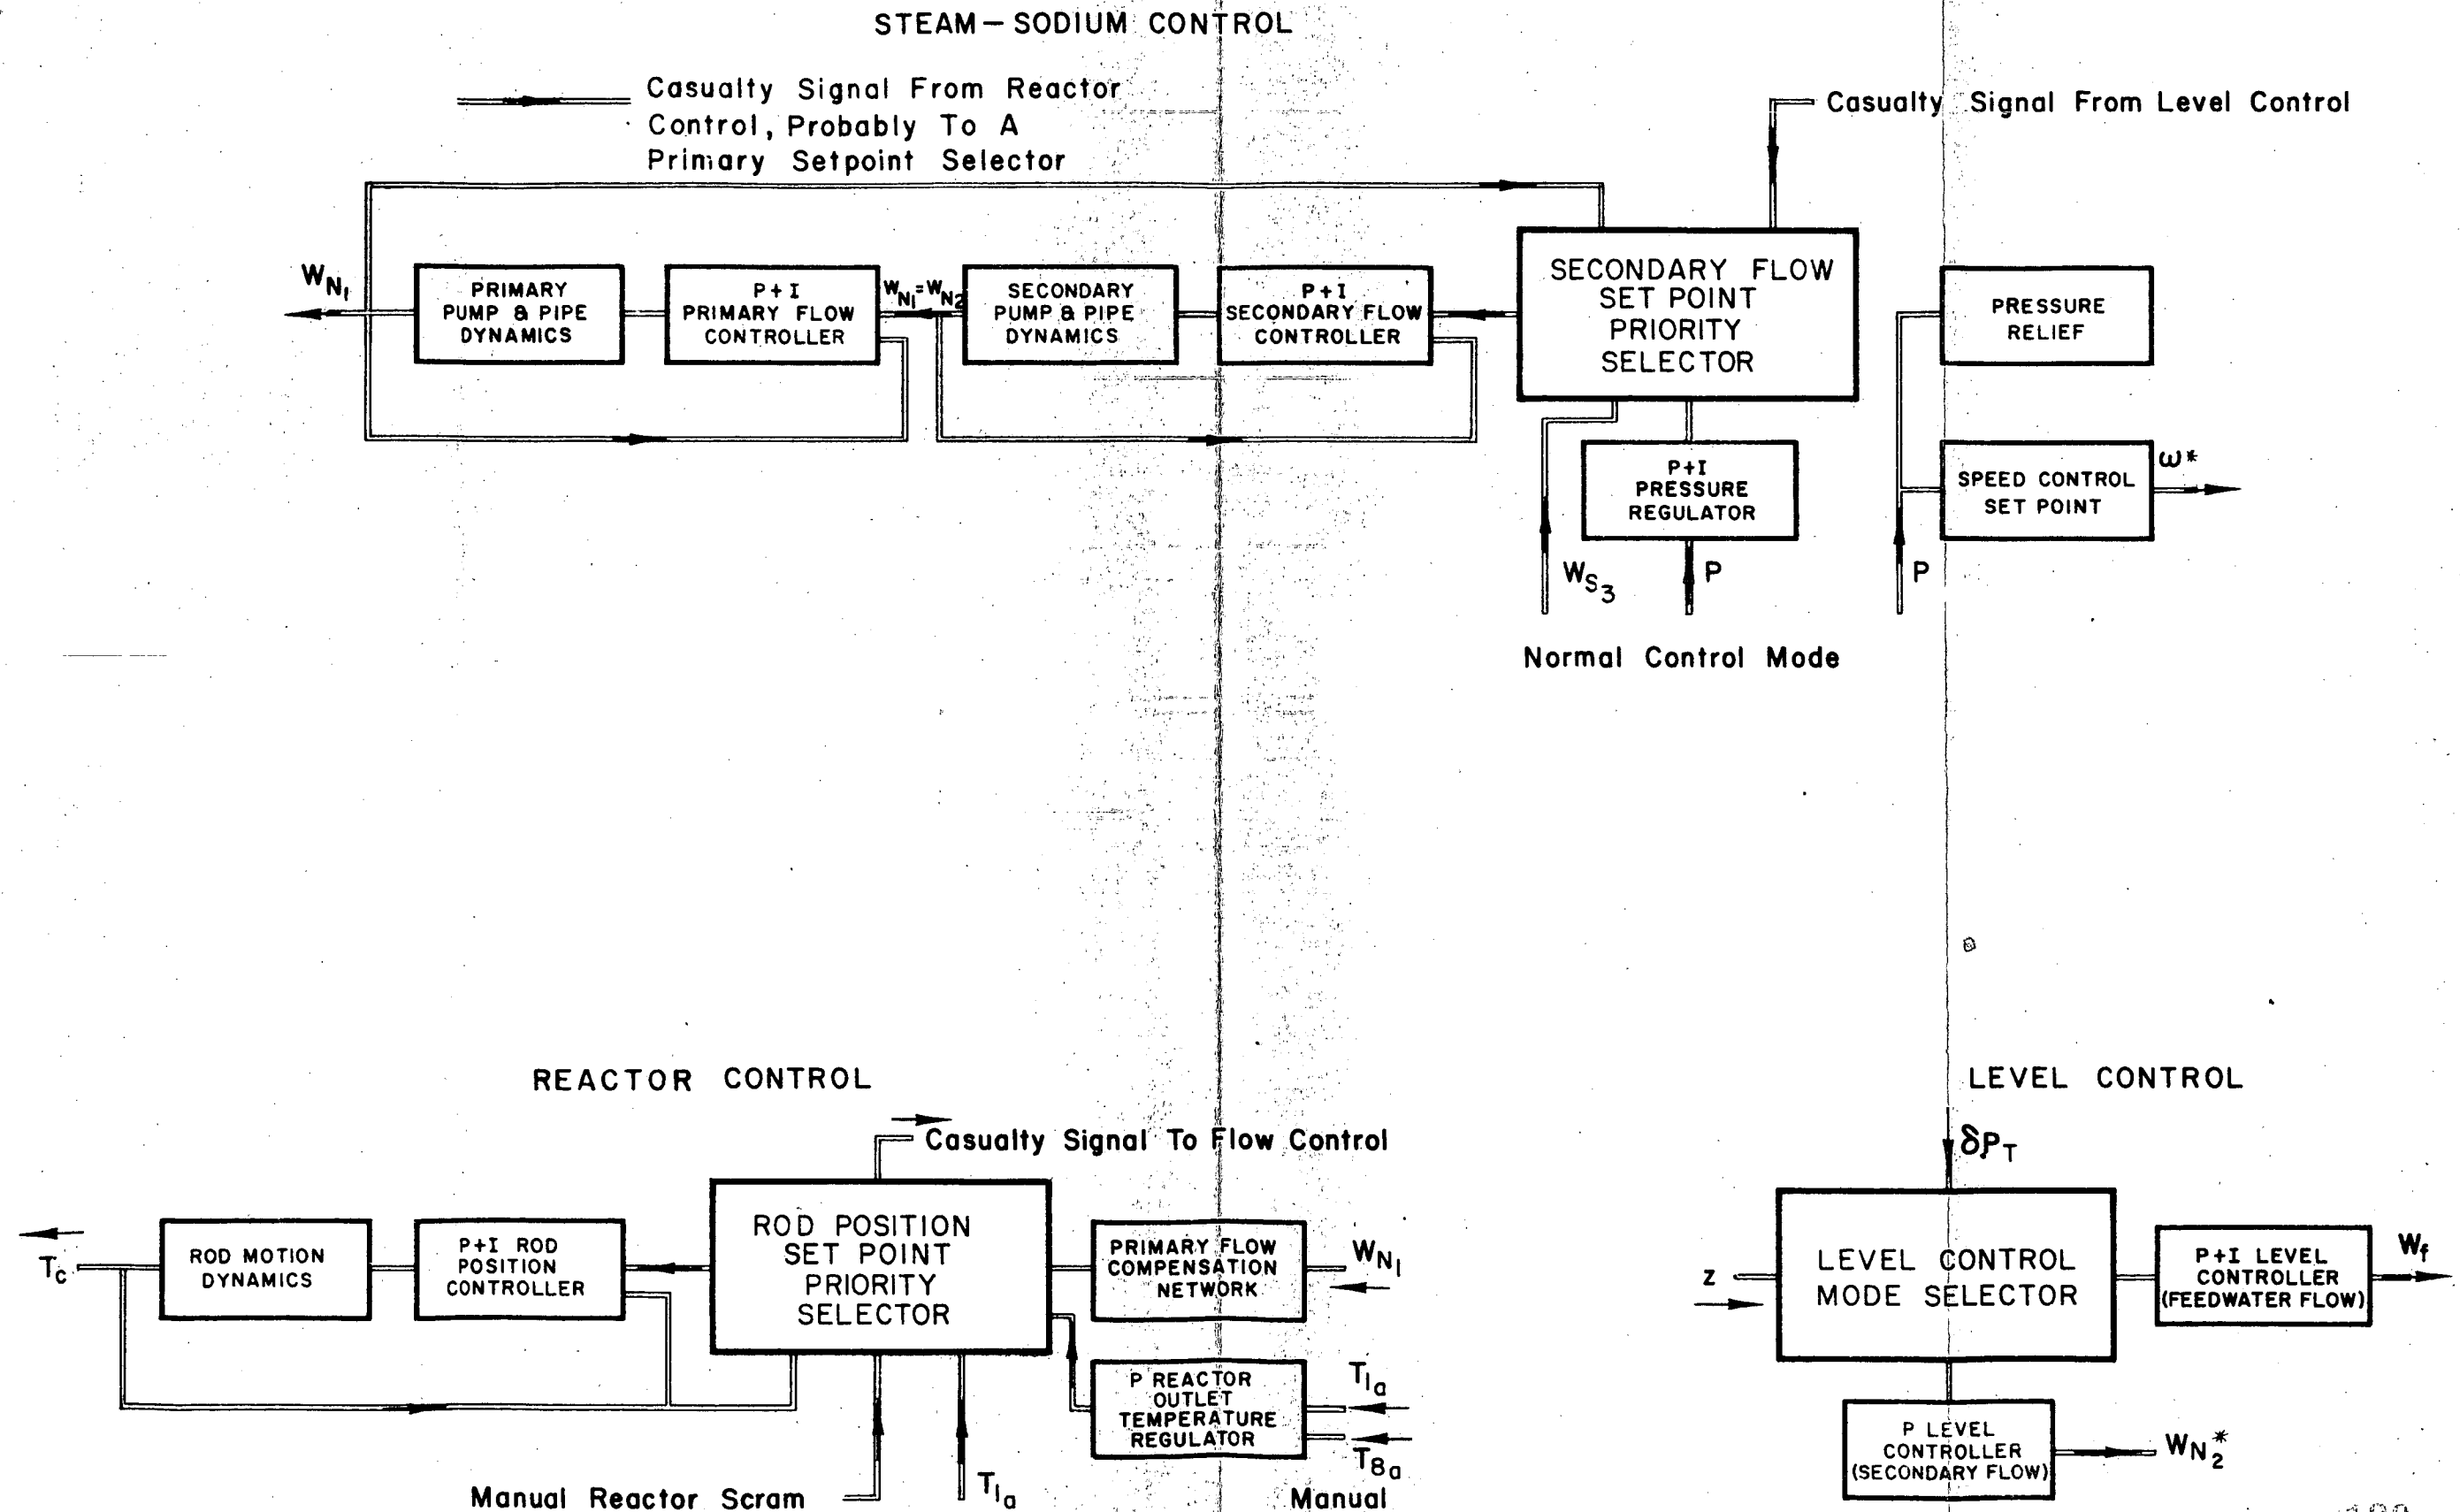 STEAM—SODIUM CONTROL
Casualty Signal From Reactor
Control, Probably To A
Primary Setpoint Selector
Casualty Signal From Level Control
W_N1
PRIMARY
PUMP & PIPE
DYNAMICS
P+I
PRIMARY FLOW
CONTROLLER
W_N1=W_N2
SECONDARY
PUMP & PIPE
DYNAMICS
P+I
SECONDARY FLOW
CONTROLLER
SECONDARY FLOW
SET POINT
PRIORITY
SELECTOR
PRESSURE
RELIEF
P+I
PRESSURE
REGULATOR
SPEED CONTROL
SET POINT
ω*
W_S3
P
P
Normal Control Mode
REACTOR CONTROL
Casualty Signal To Flow Control
T_c
ROD MOTION
DYNAMICS
P+I ROD
POSITION
CONTROLLER
ROD POSITION
SET POINT
PRIORITY
SELECTOR
PRIMARY FLOW
COMPENSATION
NETWORK
W_N1
P REACTOR
OUTLET
TEMPERATURE
REGULATOR
T_1a
T_8a
Manual Reactor Scram
T_1a
Manual
LEVEL CONTROL
δP_T
z
LEVEL CONTROL
MODE SELECTOR
P+I LEVEL
CONTROLLER
(FEEDWATER FLOW)
W_f
P LEVEL
CONTROLLER
(SECONDARY FLOW)
W_N2*